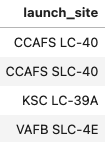 launch_site
CCAFS LC-40
CCAFS SLC-40
KSC LC-39A
VAFB SLC-4E